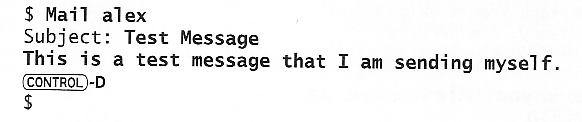 $ Mail alex
Subject: Test Message
This is a test message that I am sending myself.
CONTROL-D
$